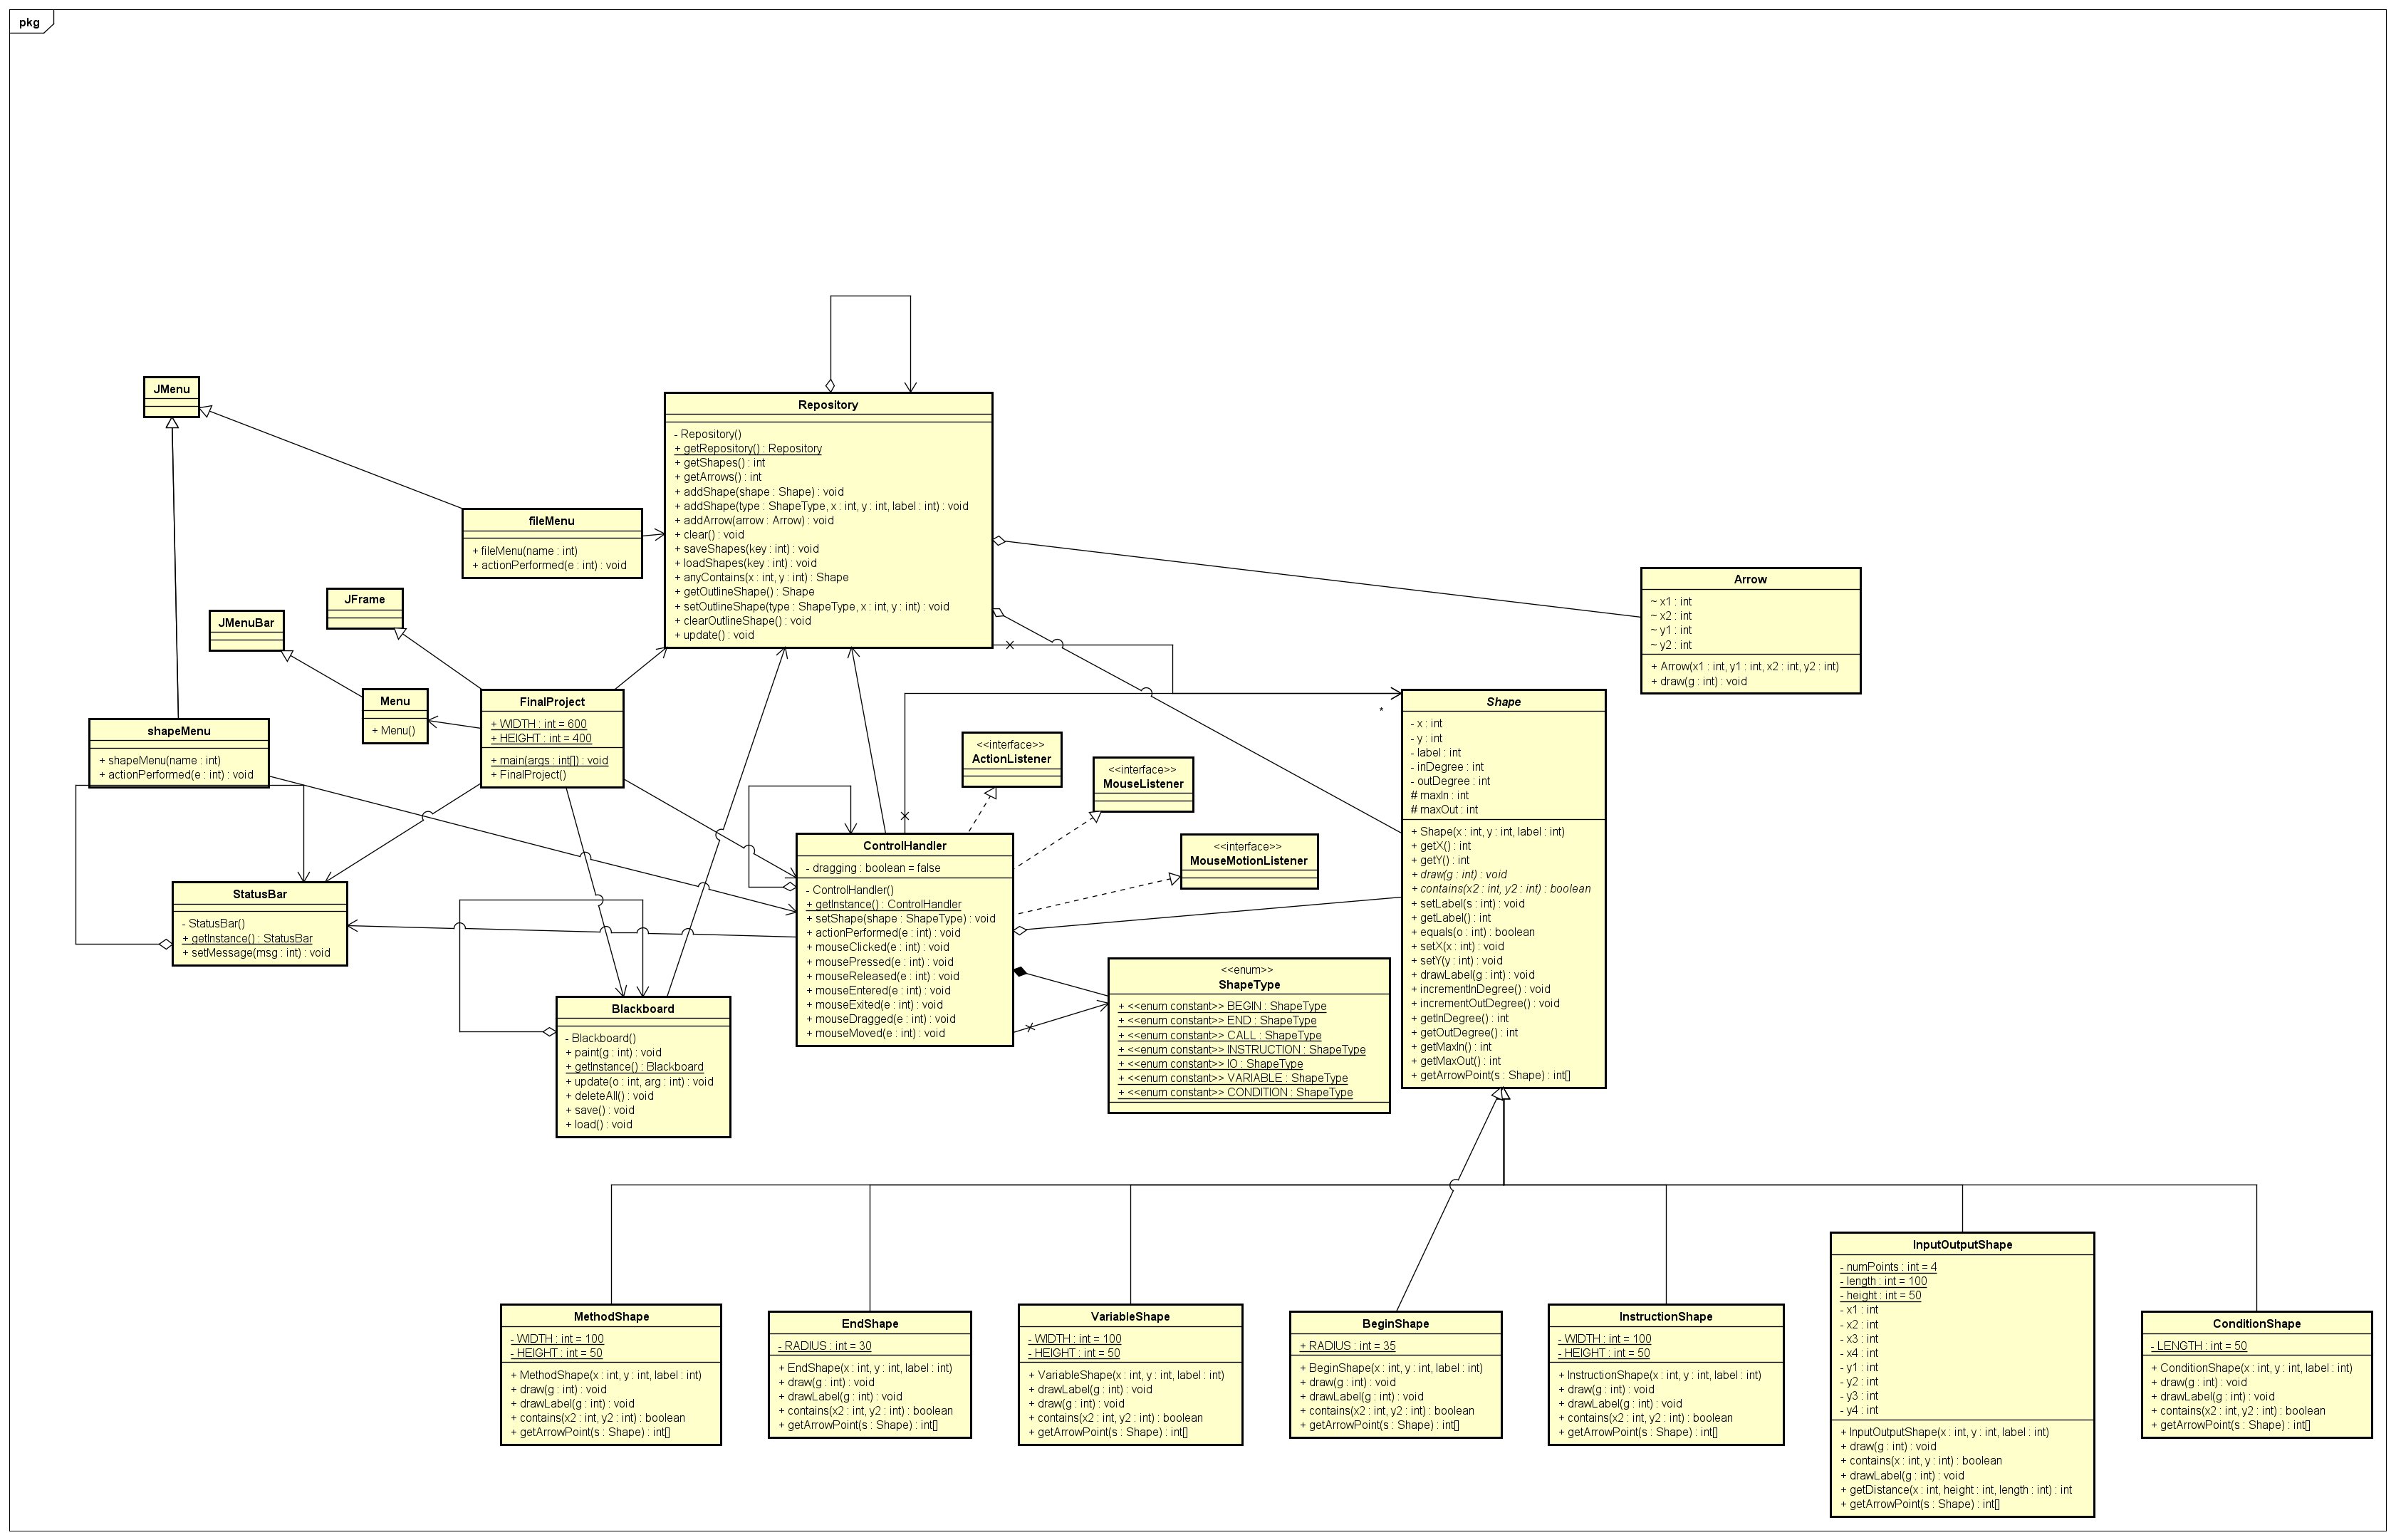 pkg
JMenu
Repository
- Repository()
+ getRepository() : Repository
+ getShapes() : int
+ getArrows() : int
+ addShape(shape : Shape) : void
+ addShape(type : ShapeType, x : int, y : int, label : int) : void
+ addArrow(arrow : Arrow) : void
+ clear() : void
+ saveShapes(key : int) : void
+ loadShapes(key : int) : void
+ anyContains(x : int, y : int) : Shape
+ getOutlineShape() : Shape
+ setOutlineShape(type : ShapeType, x : int, y : int) : void
+ clearOutlineShape() : void
+ update() : void
fileMenu
+ fileMenu(name : int)
+ actionPerformed(e : int) : void
Arrow
~ x1 : int
~ x2 : int
~ y1 : int
~ y2 : int
+ Arrow(x1 : int, y1 : int, x2 : int, y2 : int)
+ draw(g : int) : void
JFrame
JMenuBar
Menu
+ Menu()
FinalProject
+ WIDTH : int = 600
+ HEIGHT : int = 400
+ main(args : int[]) : void
+ FinalProject()
shapeMenu
+ shapeMenu(name : int)
+ actionPerformed(e : int) : void
*
Shape
- x : int
- y : int
- label : int
- inDegree : int
- outDegree : int
# maxIn : int
# maxOut : int
+ Shape(x : int, y : int, label : int)
+ getX() : int
+ getY() : int
+ draw(g : int) : void
+ contains(x2 : int, y2 : int) : boolean
+ setLabel(s : int) : void
+ getLabel() : int
+ equals(o : int) : boolean
+ setX(x : int) : void
+ setY(y : int) : void
+ drawLabel(g : int) : void
+ incrementInDegree() : void
+ incrementOutDegree() : void
+ getInDegree() : int
+ getOutDegree() : int
+ getMaxIn() : int
+ getMaxOut() : int
+ getArrowPoint(s : Shape) : int[]
<<interface>>
ActionListener
<<interface>>
MouseListener
<<interface>>
MouseMotionListener
ControlHandler
- dragging : boolean = false
- ControlHandler()
+ getInstance() : ControlHandler
+ setShape(shape : ShapeType) : void
+ actionPerformed(e : int) : void
+ mouseClicked(e : int) : void
+ mousePressed(e : int) : void
+ mouseReleased(e : int) : void
+ mouseEntered(e : int) : void
+ mouseExited(e : int) : void
+ mouseDragged(e : int) : void
+ mouseMoved(e : int) : void
StatusBar
- StatusBar()
+ getInstance() : StatusBar
+ setMessage(msg : int) : void
<<enum>>
ShapeType
+ <<enum constant>> BEGIN : ShapeType
+ <<enum constant>> END : ShapeType
+ <<enum constant>> CALL : ShapeType
+ <<enum constant>> INSTRUCTION : ShapeType
+ <<enum constant>> IO : ShapeType
+ <<enum constant>> VARIABLE : ShapeType
+ <<enum constant>> CONDITION : ShapeType
Blackboard
- Blackboard()
+ paint(g : int) : void
+ getInstance() : Blackboard
+ update(o : int, arg : int) : void
+ deleteAll() : void
+ save() : void
+ load() : void
MethodShape
- WIDTH : int = 100
- HEIGHT : int = 50
+ MethodShape(x : int, y : int, label : int)
+ draw(g : int) : void
+ drawLabel(g : int) : void
+ contains(x2 : int, y2 : int) : boolean
+ getArrowPoint(s : Shape) : int[]
EndShape
- RADIUS : int = 30
+ EndShape(x : int, y : int, label : int)
+ draw(g : int) : void
+ drawLabel(g : int) : void
+ contains(x2 : int, y2 : int) : boolean
+ getArrowPoint(s : Shape) : int[]
VariableShape
- WIDTH : int = 100
- HEIGHT : int = 50
+ VariableShape(x : int, y : int, label : int)
+ drawLabel(g : int) : void
+ draw(g : int) : void
+ contains(x2 : int, y2 : int) : boolean
+ getArrowPoint(s : Shape) : int[]
BeginShape
+ RADIUS : int = 35
+ BeginShape(x : int, y : int, label : int)
+ draw(g : int) : void
+ drawLabel(g : int) : void
+ contains(x2 : int, y2 : int) : boolean
+ getArrowPoint(s : Shape) : int[]
InstructionShape
- WIDTH : int = 100
- HEIGHT : int = 50
+ InstructionShape(x : int, y : int, label : int)
+ draw(g : int) : void
+ drawLabel(g : int) : void
+ contains(x2 : int, y2 : int) : boolean
+ getArrowPoint(s : Shape) : int[]
InputOutputShape
- numPoints : int = 4
- length : int = 100
- height : int = 50
- x1 : int
- x2 : int
- x3 : int
- x4 : int
- y1 : int
- y2 : int
- y3 : int
- y4 : int
+ InputOutputShape(x : int, y : int, label : int)
+ draw(g : int) : void
+ contains(x : int, y : int) : boolean
+ drawLabel(g : int) : void
+ getDistance(x : int, height : int, length : int) : int
+ getArrowPoint(s : Shape) : int[]
ConditionShape
- LENGTH : int = 50
+ ConditionShape(x : int, y : int, label : int)
+ draw(g : int) : void
+ drawLabel(g : int) : void
+ contains(x2 : int, y2 : int) : boolean
+ getArrowPoint(s : Shape) : int[]